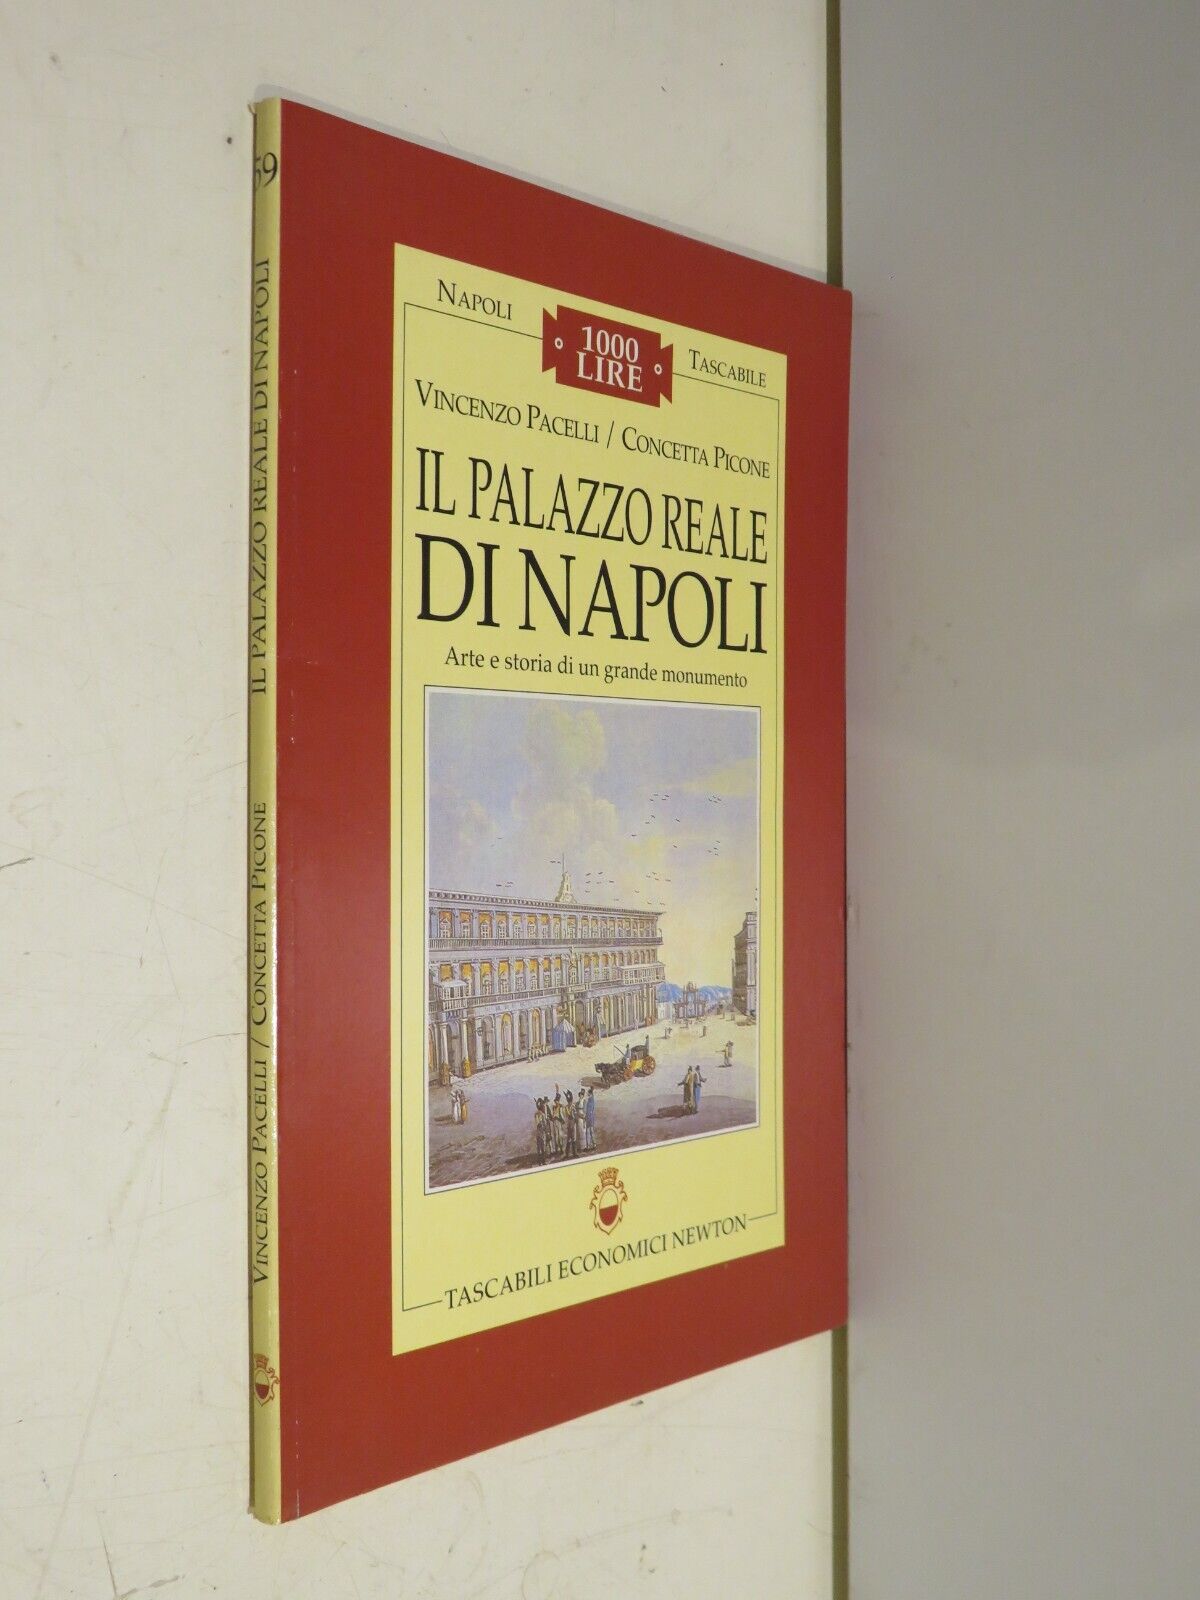 59
IL PALAZZO REALE DI NAPOLI
VINCENZO PACELLI / CONCETTA PICONE
NAPOLI
1000
LIRE
TASCABILE
VINCENZO PACELLI / CONCETTA PICONE
IL PALAZZO REALE
DI NAPOLI
Arte e storia di un grande monumento
TASCABILI ECONOMICI NEWTON